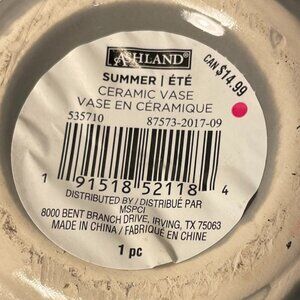 ASHLAND®
SUMMER | ÉTÉ
CERAMIC VASE
VASE EN CÉRAMIQUE
CAN $14.99
535710 87573-2017-09
1 91518 52118 4
DISTRIBUTED BY / DISTRIBUÉ PAR
MSPCI
8000 BENT BRANCH DRIVE, IRVING, TX 75063
MADE IN CHINA / FABRIQUÉ EN CHINE
1 pc